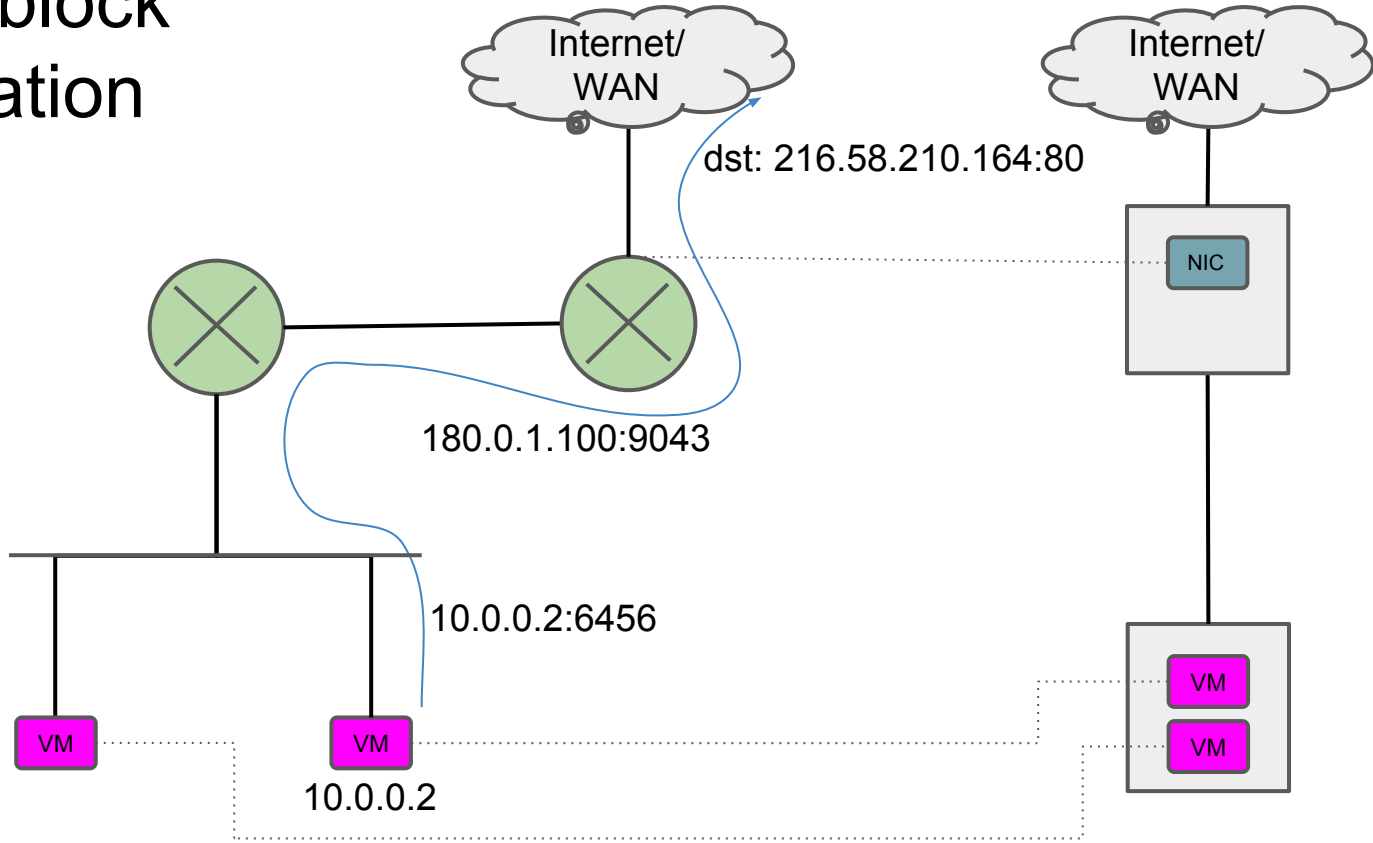 block
ation
Internet/
WAN
Internet/
WAN
dst: 216.58.210.164:80
NIC
180.0.1.100:9043
10.0.0.2:6456
VM
VM
VM
VM
10.0.0.2